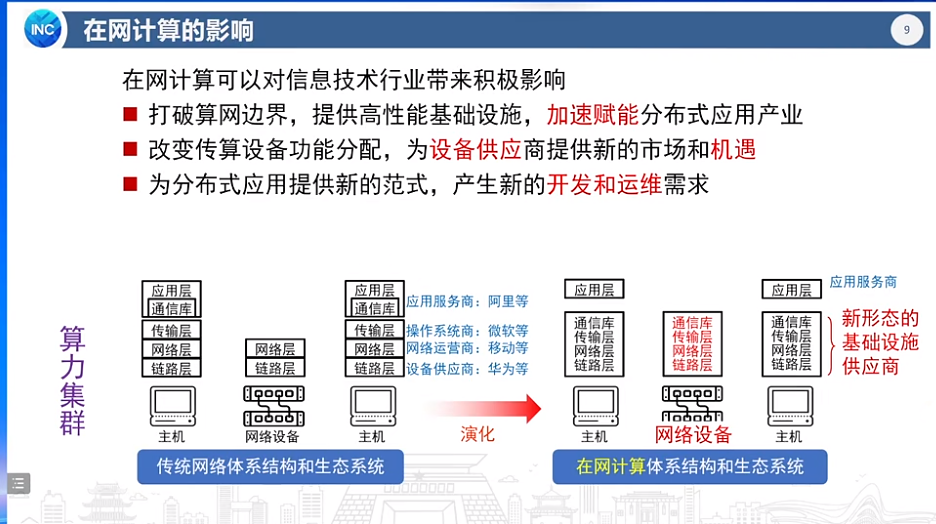 INC
在网计算的影响
9
在网计算可以对信息技术行业带来积极影响
打破算网边界，提供高性能基础设施，加速赋能分布式应用产业
改变传算设备功能分配，为设备供应商提供新的市场和机遇
为分布式应用提供新的范式，产生新的开发和运维需求
算力集群
应用层
通信库
传输层
网络层
链路层
主机
网络层
链路层
网络设备
应用层
通信库
传输层
网络层
链路层
主机
应用服务商：阿里等
操作系统商：微软等
网络运营商：移动等
设备供应商：华为等
传统网络体系结构和生态系统
演化
应用层
通信库
传输层
网络层
链路层
主机
通信库
传输层
网络层
链路层
网络设备
应用层
通信库
传输层
网络层
链路层
主机
应用服务商
新形态的
基础设施
供应商
在网计算体系结构和生态系统